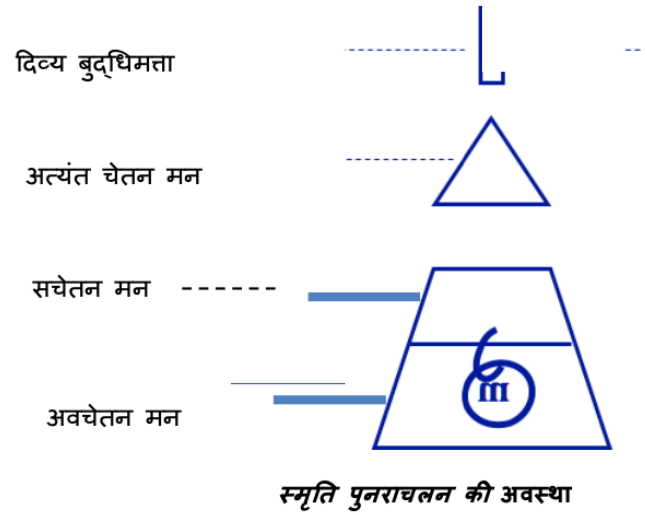 दिव्य बुद्धिमत्ता
अत्यंत चेतन मन
सचेतन मन
m
अवचेतन मन
स्मृति पुनराचलन की अवस्था